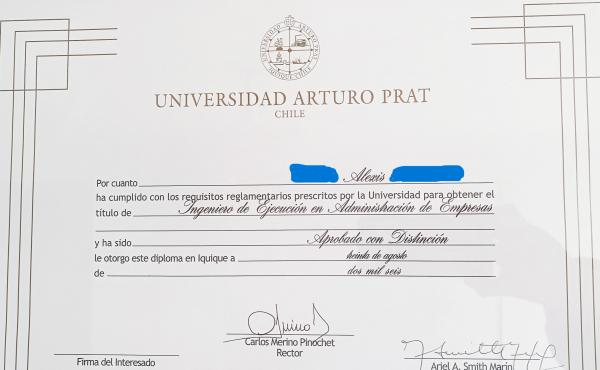 UNIVERSIDAD ARTURO PRAT
CHILE
Por cuanto Alexis
ha cumplido con los requisitos reglamentarios prescritos por la Universidad para obtener el
título de Ingeniero de Ejecución en Administración de Empresas
y ha sido Aprobado con Distinción
le otorgo este diploma en Iquique a treinta de agosto
de dos mil seis
Carlos Merino Pinochet
Rector
Firma del Interesado
Ariel A. Smith Marín